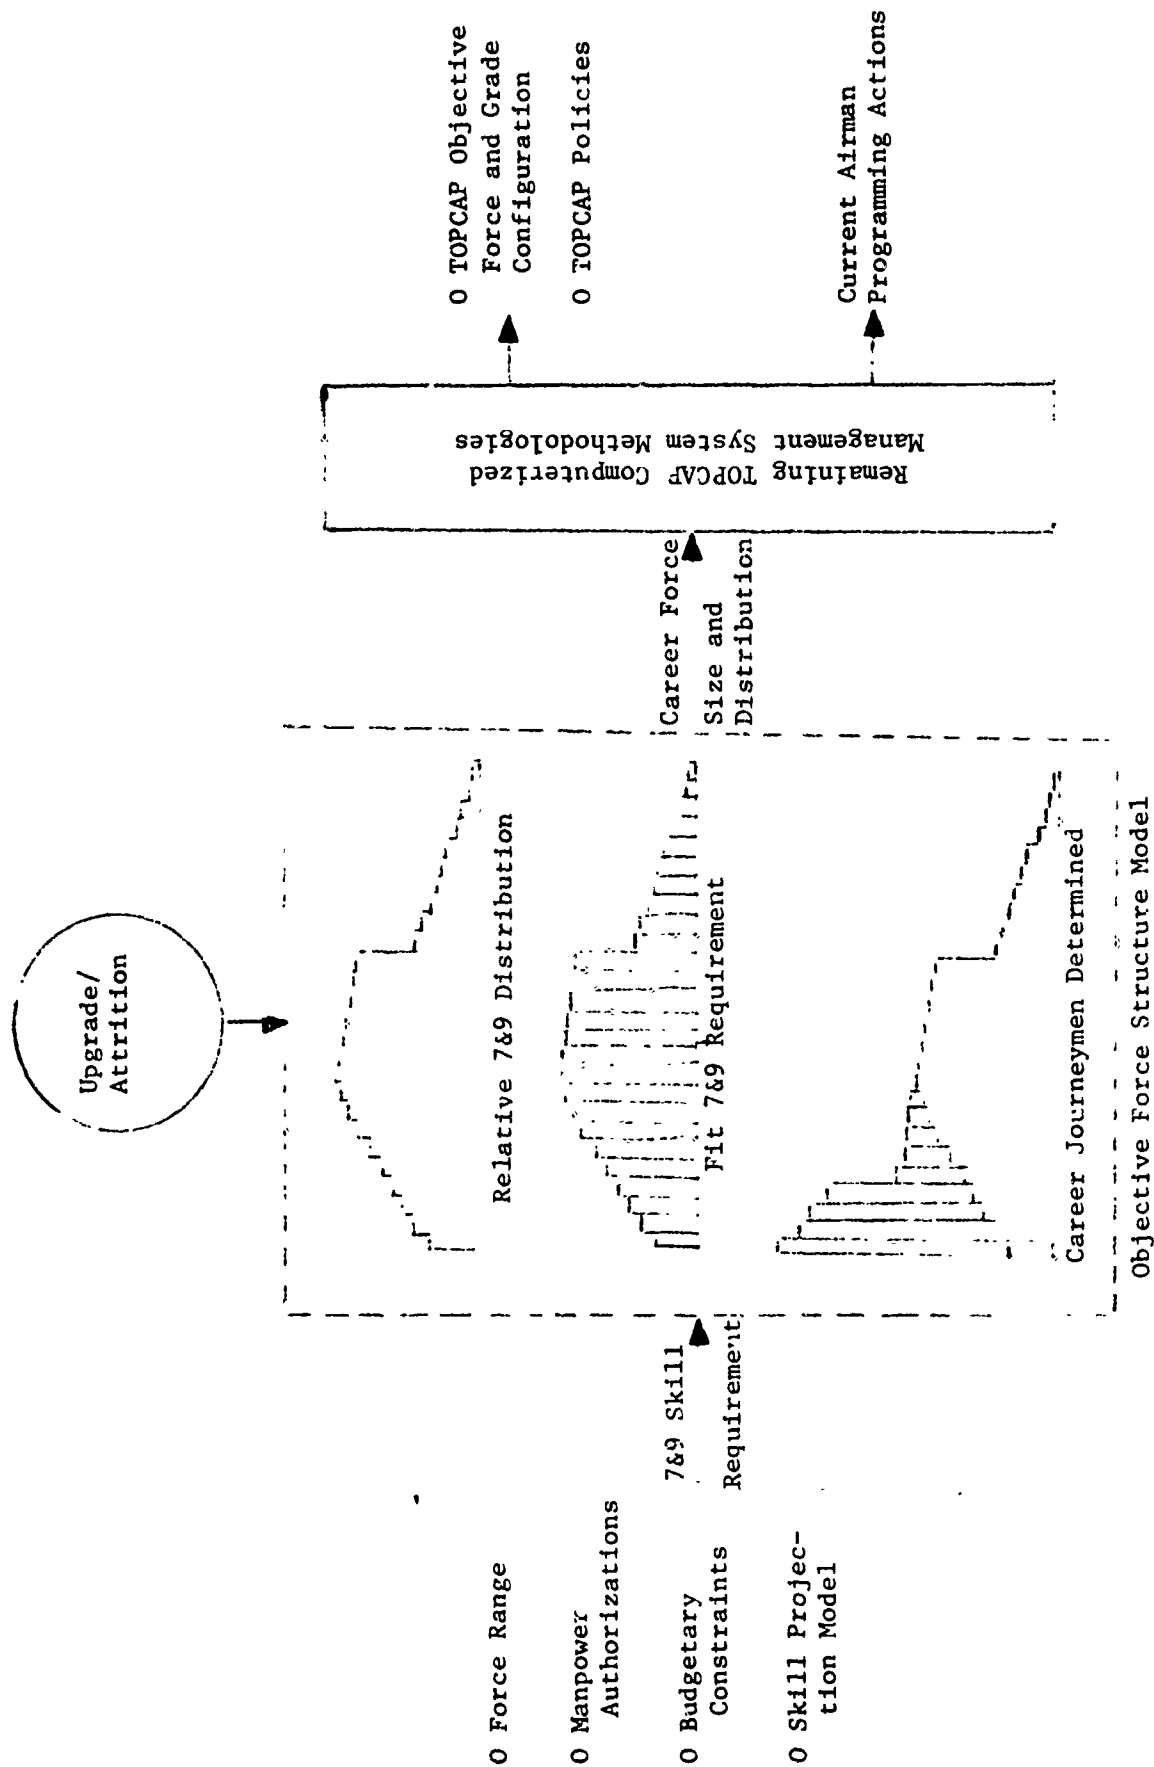 O Force Range
O Manpower
Authorizations
O Budgetary
Constraints
O Skill Projec-
tion Model
7&9 Skill
Requirement
Upgrade/
Attrition
Relative 7&9 Distribution
Fit 7&9 Requirement
Career Journeymen Determined
Objective Force Structure Model
Career Force
Size and
Distribution
Remaining TOPCAP Computerized
Management System Methodologies
O TOPCAP Objective
Force and Grade
Configuration
O TOPCAP Policies
Current Airman
Programming Actions